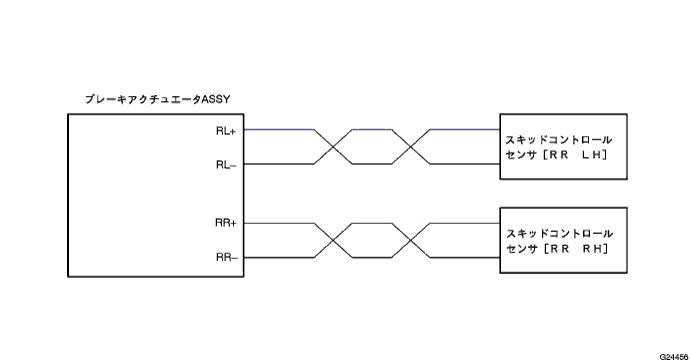 ブレーキアクチュエータASSY
RL+
RL–
RR+
RR–
スキッドコントロール
センサ［ＲＲ　ＬＨ］
スキッドコントロール
センサ［ＲＲ　ＲＨ］
G24456